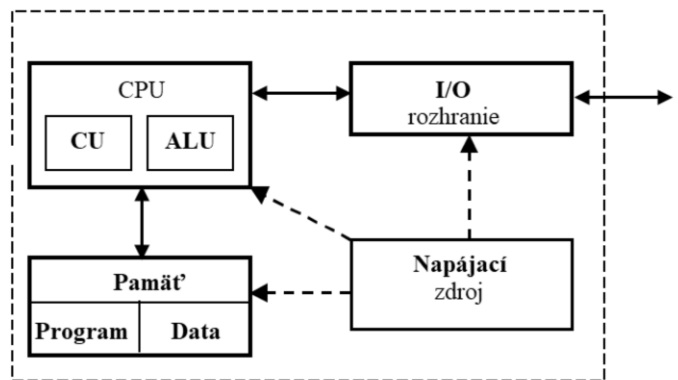 CPU
CU
ALU
I/O
rozhranie
Pamäť
Program
Data
Napájací
zdroj